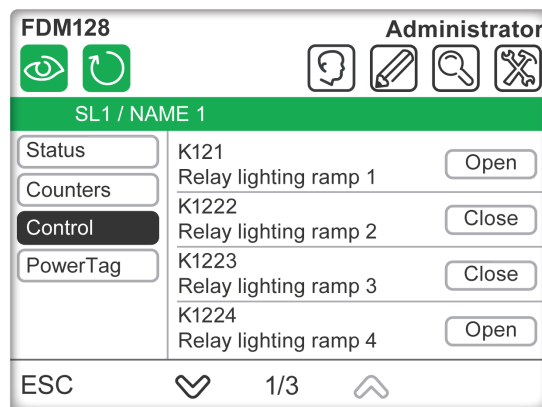 FDM128
Administrator
SL1 / NAME 1
Status
Counters
Control
PowerTag
K121
Relay lighting ramp 1
Open
K1222
Relay lighting ramp 2
Close
K1223
Relay lighting ramp 3
Close
K1224
Relay lighting ramp 4
Open
ESC
1/3